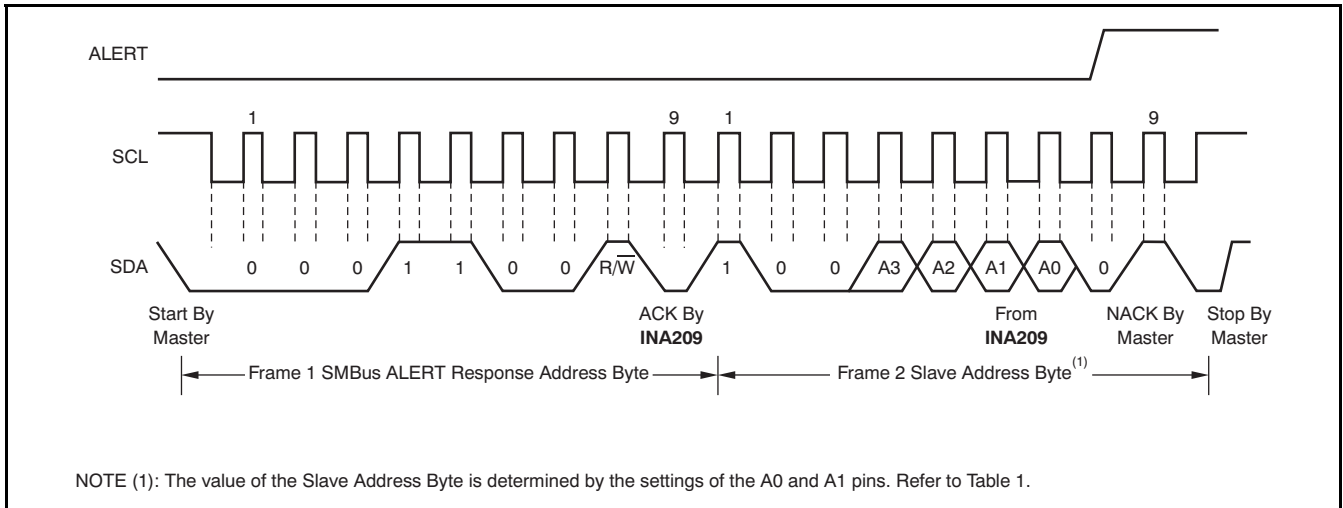 ALERT
1 9 1 9
SCL
SDA 0 0 0 1 1 0 0 R/W 1 0 0 A3 A2 A1 A0 0
Start By Master
ACK By INA209
From INA209
NACK By Master
Stop By Master
Frame 1 SMBus ALERT Response Address Byte
Frame 2 Slave Address Byte(1)
NOTE (1): The value of the Slave Address Byte is determined by the settings of the A0 and A1 pins. Refer to Table 1.